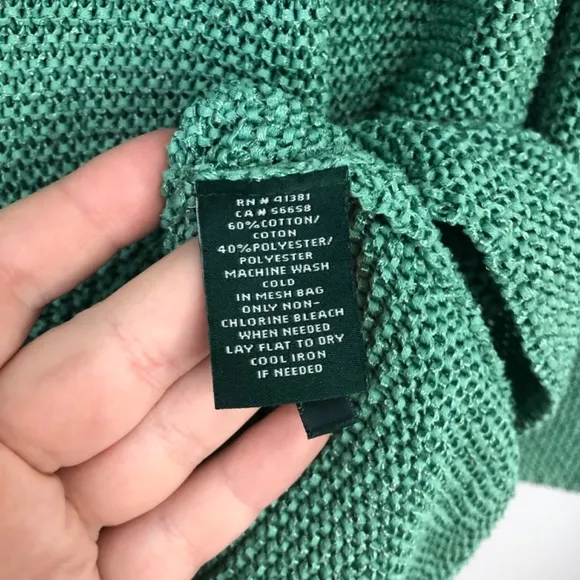 RN # 41381
CA # 56658
60%COTTON/
COTON
40%POLYESTER/
POLYESTER
MACHINE WASH
COLD
IN MESH BAG
ONLY NON-
CHLORINE BLEACH
WHEN NEEDED
LAY FLAT TO DRY
COOL IRON
IF NEEDED